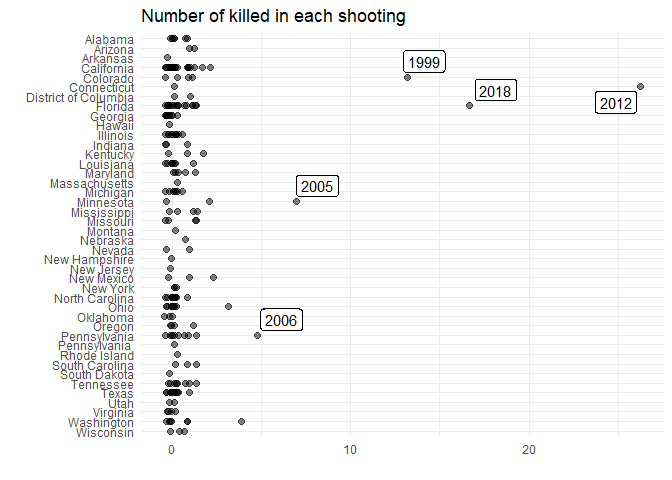 Number of killed in each shooting
Alabama
Arizona
Arkansas
California
Colorado
Connecticut
District of Columbia
Florida
Georgia
Hawaii
Illinois
Indiana
Kentucky
Louisiana
Maryland
Massachusetts
Michigan
Minnesota
Mississippi
Missouri
Montana
Nebraska
Nevada
New Hampshire
New Jersey
New Mexico
New York
North Carolina
Ohio
Oklahoma
Oregon
Pennsylvania
Pennsylvania
Rhode Island
South Carolina
South Dakota
Tennessee
Texas
Utah
Virginia
Washington
Wisconsin
1999
2018
2012
2005
2006
0
10
20